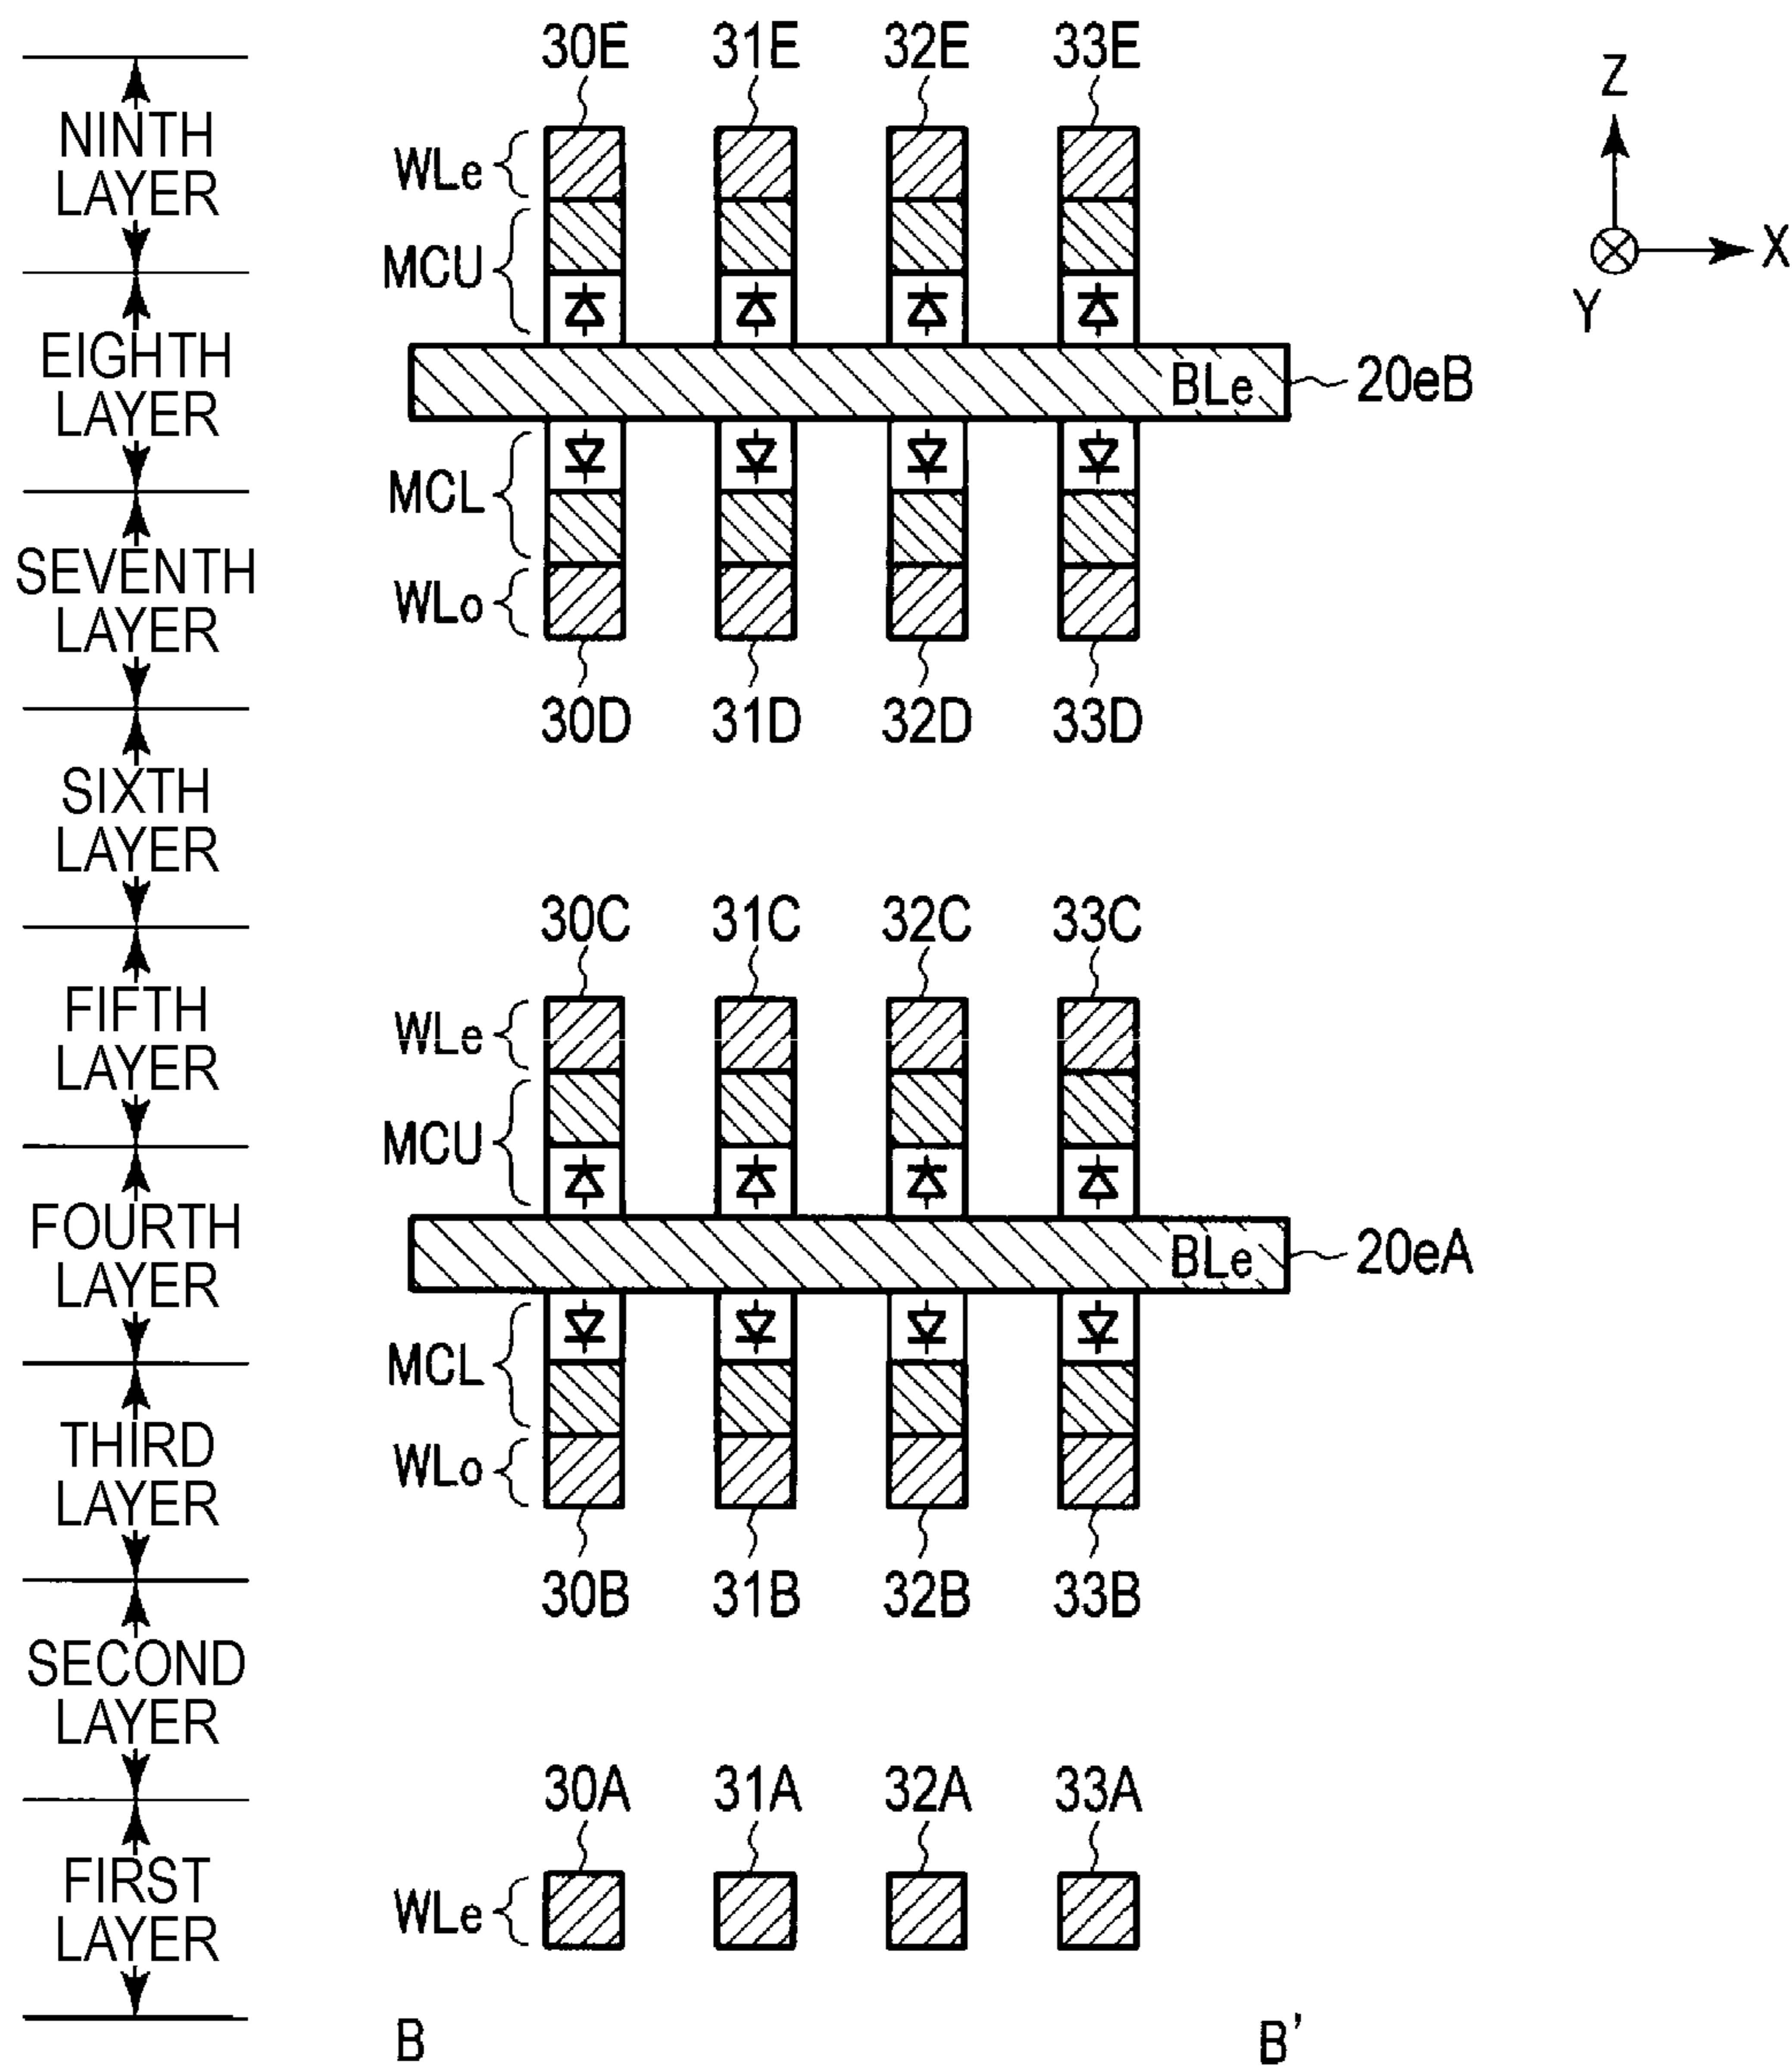 30E 31E 32E 33E
Z
X
Y
NINTH
LAYER
WLe
MCU
EIGHTH
LAYER
BLe
20eB
MCL
SEVENTH
LAYER
WLo
30D 31D 32D 33D
SIXTH
LAYER
30C 31C 32C 33C
FIFTH
LAYER
WLe
MCU
FOURTH
LAYER
BLe
20eA
MCL
THIRD
LAYER
WLo
30B 31B 32B 33B
SECOND
LAYER
30A 31A 32A 33A
FIRST
LAYER
WLe
B B'